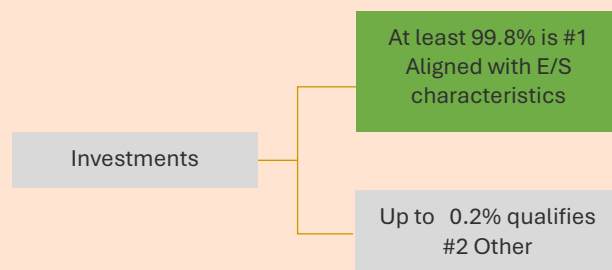 At least 99.8% is #1
Aligned with E/S
characteristics
Investments
Up to 0.2% qualifies
#2 Other